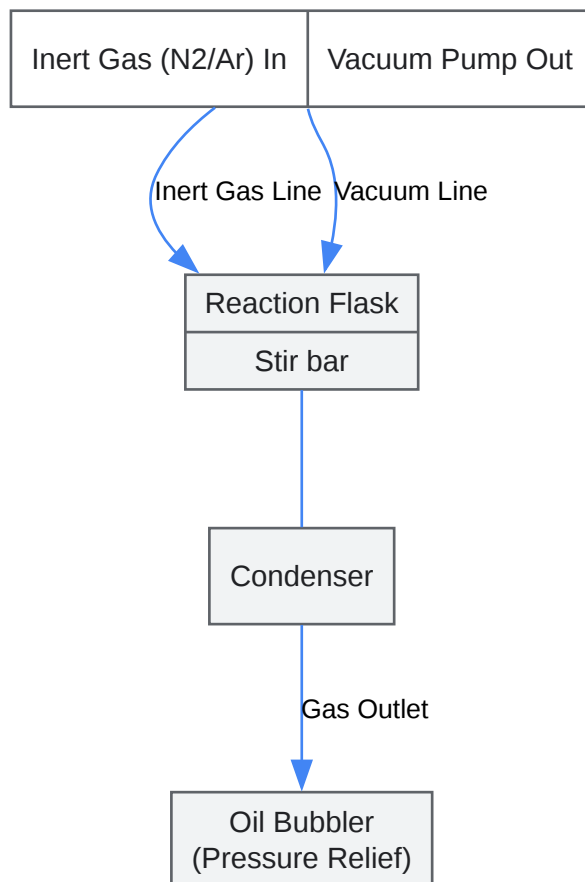 Inert Gas (N2/Ar) In
Vacuum Pump Out
Inert Gas Line
Vacuum Line
Reaction Flask
Stir bar
Condenser
Gas Outlet
Oil Bubbler
(Pressure Relief)